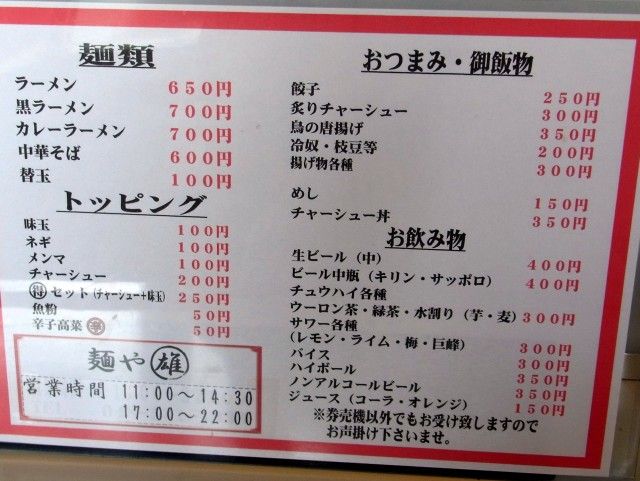 麺類
ラーメン 650円
黒ラーメン 700円
カレーラーメン 700円
中華そば 600円
替玉 100円
トッピング
味玉 100円
ネギ 100円
メンマ 100円
チャーシュー 200円
得セット(チャーシュー+味玉) 250円
魚粉 50円
辛子高菜 辛 50円
麺や 雄
営業時間 11:00～14:30
17:00～22:00
おつまみ・御飯物
餃子 250円
炙りチャーシュー 300円
鳥の唐揚げ 350円
冷奴・枝豆等 200円
揚げ物各種 300円
めし 150円
チャーシュー丼 350円
お飲み物
生ビール(中) 400円
ビール中瓶(キリン・サッポロ) 400円
チュウハイ各種
ウーロン茶・緑茶・水割り(芋・麦) 300円
サワー各種
(レモン・ライム・梅・巨峰) 300円
バイス 300円
ハイボール 350円
ノンアルコールビール 350円
ジュース(コーラ・オレンジ) 150円
※券売機以外でもお受け致しますので
お声掛け下さいませ。